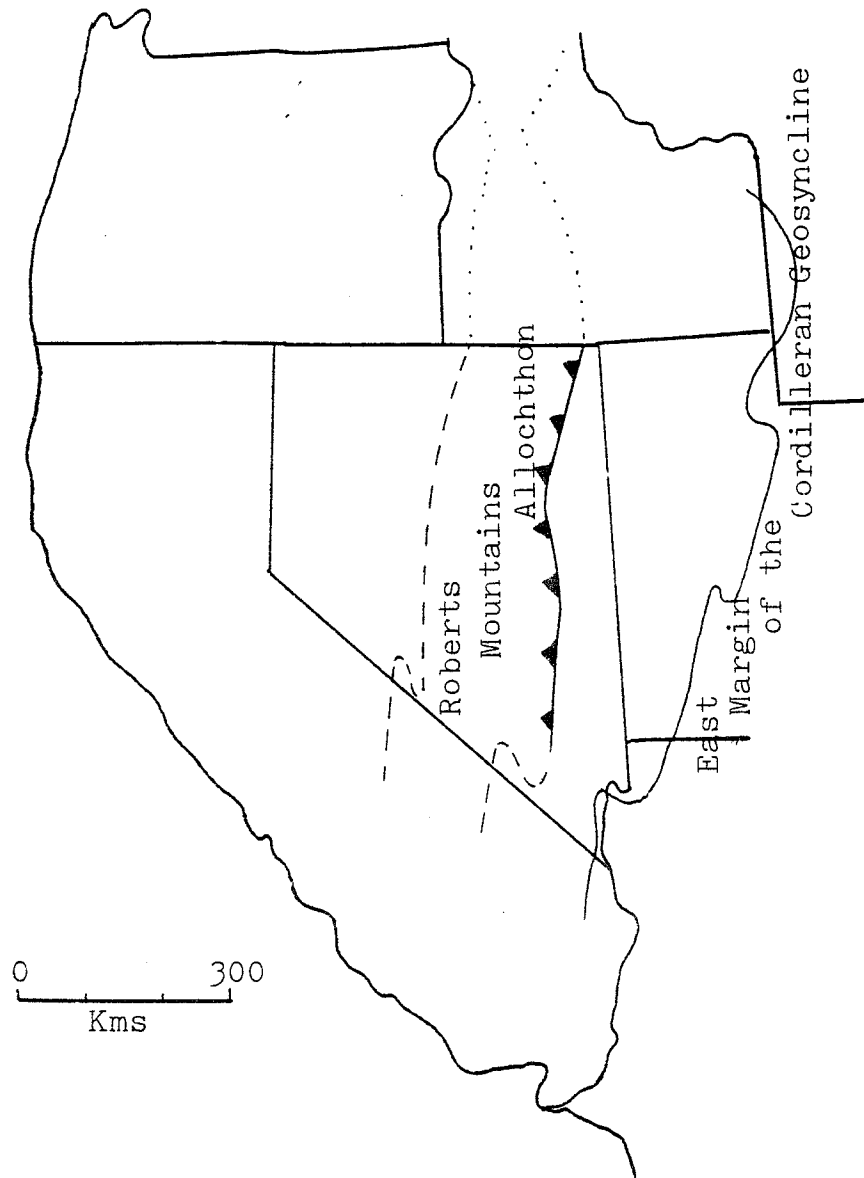 Roberts
Mountains
Allochthon
East
Margin
of the
Cordilleran Geosyncline
0 300
Kms